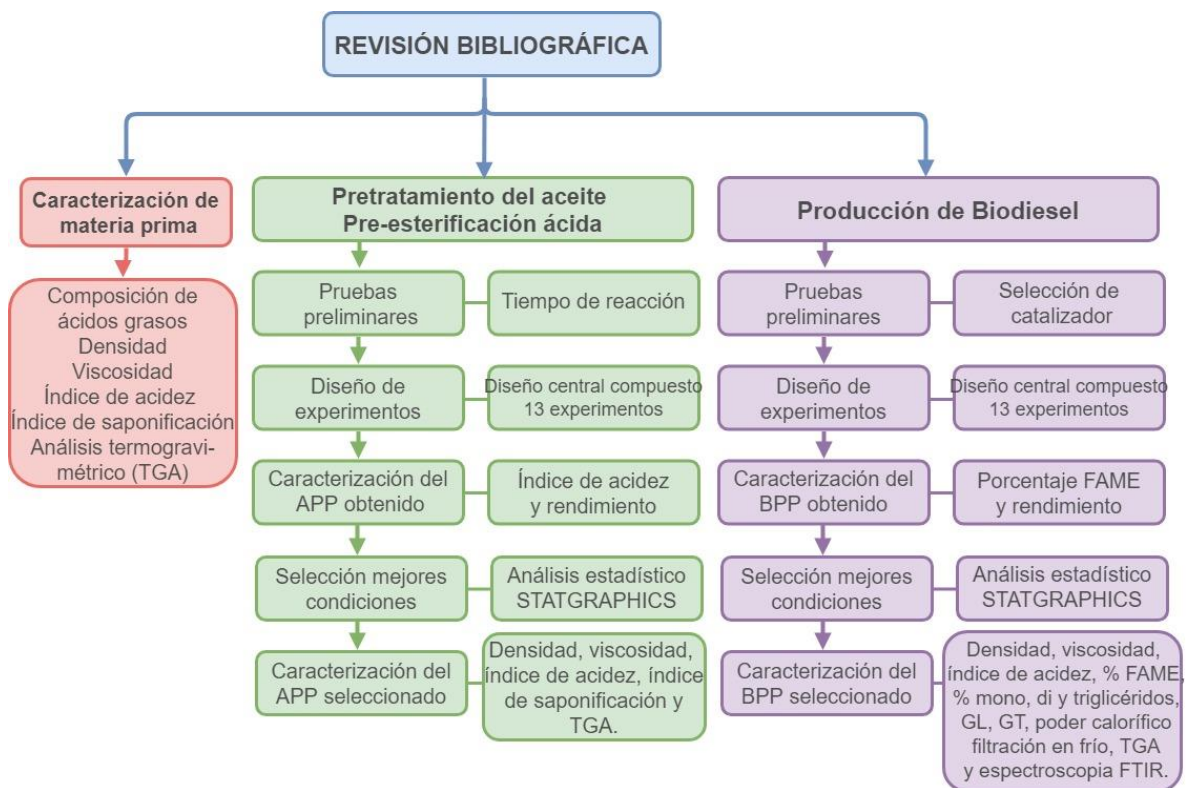 REVISIÓN BIBLIOGRÁFICA
Caracterización de
materia prima
Composición de
ácidos grasos
Densidad
Viscosidad
Índice de acidez
Índice de saponificación
Análisis termogravi-
métrico (TGA)
Pretratamiento del aceite
Pre-esterificación ácida
Pruebas
preliminares
Tiempo de reacción
Diseño de
experimentos
Diseño central compuesto
13 experimentos
Caracterización del
APP obtenido
Índice de acidez
y rendimiento
Selección mejores
condiciones
Análisis estadístico
STATGRAPHICS
Caracterización del
APP seleccionado
Densidad, viscosidad,
índice de acidez, índice
de saponificación y
TGA.
Producción de Biodiesel
Pruebas
preliminares
Selección de
catalizador
Diseño de
experimentos
Diseño central compuesto
13 experimentos
Caracterización del
BPP obtenido
Porcentaje FAME
y rendimiento
Selección mejores
condiciones
Análisis estadístico
STATGRAPHICS
Caracterización del
BPP seleccionado
Densidad, viscosidad,
índice de acidez, % FAME,
% mono, di y triglicéridos,
GL, GT, poder calorífico
filtración en frío, TGA
y espectroscopia FTIR.